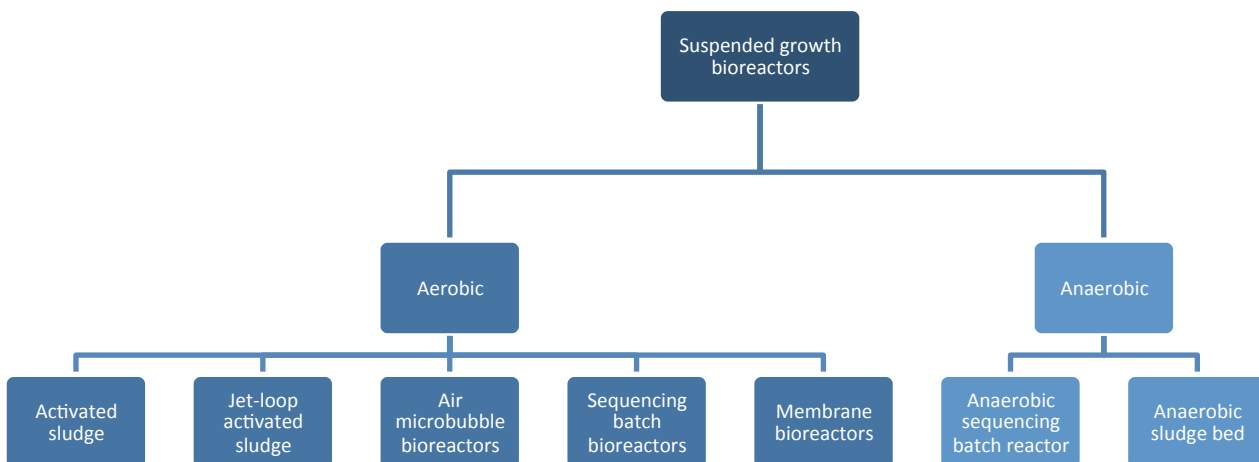 Suspended growth
bioreactors
Aerobic
Anaerobic
Activated
sludge
Jet-loop
activated
sludge
Air
microbubble
bioreactors
Sequencing
batch
bioreactors
Membrane
bioreactors
Anaerobic
sequencing
batch reactor
Anaerobic
sludge bed